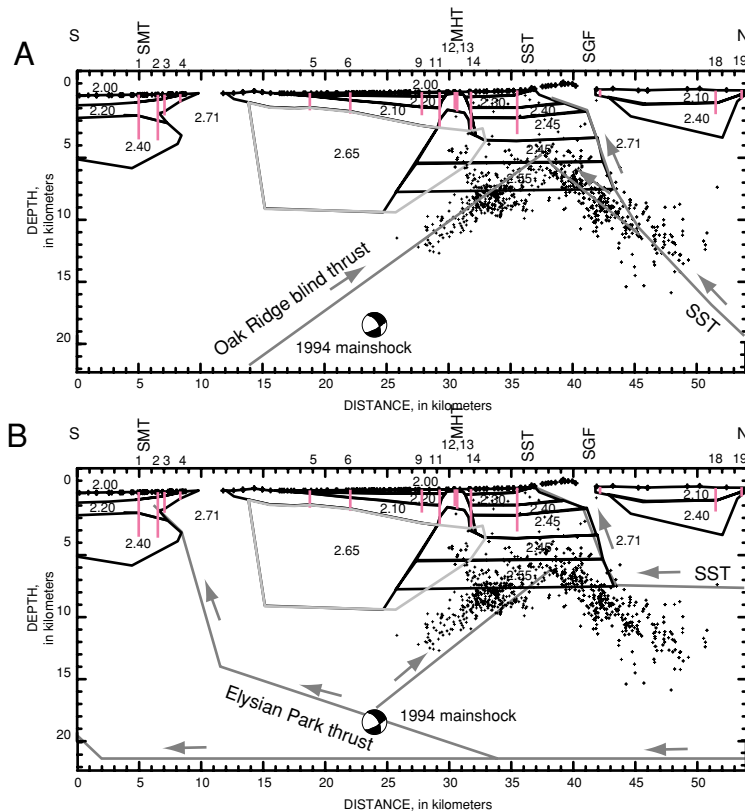 A
S
SMT
MHT
SST
SGF
N
12,13
1 2 3 4 5 6 9 11 14 18 19
0
2.00
2.00
2.20
2.20
2.30
2.10
2.71
2.10
2.40
2.40
2.45
2.40
2.65
2.45
2.71
2.55
5
10
15
20
DEPTH,
in kilometers
Oak Ridge blind thrust
SST
1994 mainshock
0 5 10 15 20 25 30 35 40 45 50
DISTANCE, in kilometers
B
S
SMT
MHT
SST
SGF
N
12,13
1 2 3 4 5 6 9 11 14 18 19
0
2.00
2.00
2.20
2.20
2.30
2.10
2.71
2.10
2.40
2.40
2.45
2.40
2.65
2.45
2.71
2.55
SST
5
10
15
20
DEPTH,
in kilometers
Elysian Park thrust
1994 mainshock
0 5 10 15 20 25 30 35 40 45 50
DISTANCE, in kilometers